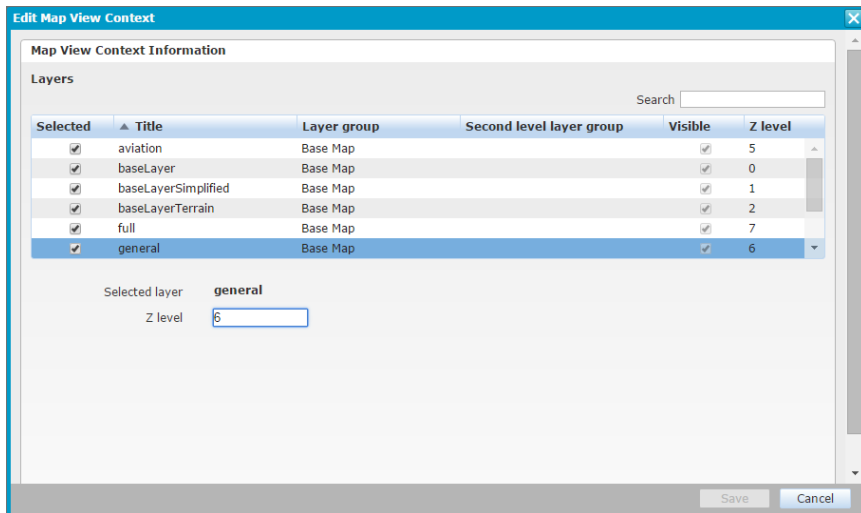 Edit Map View Context
Map View Context Information
Layers
Search
Selected Title Layer group Second level layer group Visible Z level
aviation Base Map 5
baseLayer Base Map 0
baseLayerSimplified Base Map 1
baseLayerTerrain Base Map 2
full Base Map 7
general Base Map 6
Selected layer general
Z level 6
Save Cancel